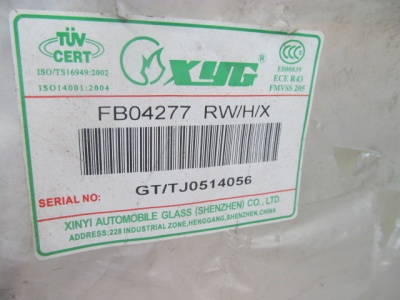 TÜV
CERT
ISO/TS16949:2002
ISO14001:2004
XYG
CCC
E000039
ECE R43
FMVSS 205
FB04277 RW/H/X
GT/TJ0514056
SERIAL NO:
XINYI AUTOMOBILE GLASS (SHENZHEN) CO., LTD.
ADDRESS:228 INDUSTRIAL ZONE,HENGGANG,SHENZHEN,CHINA